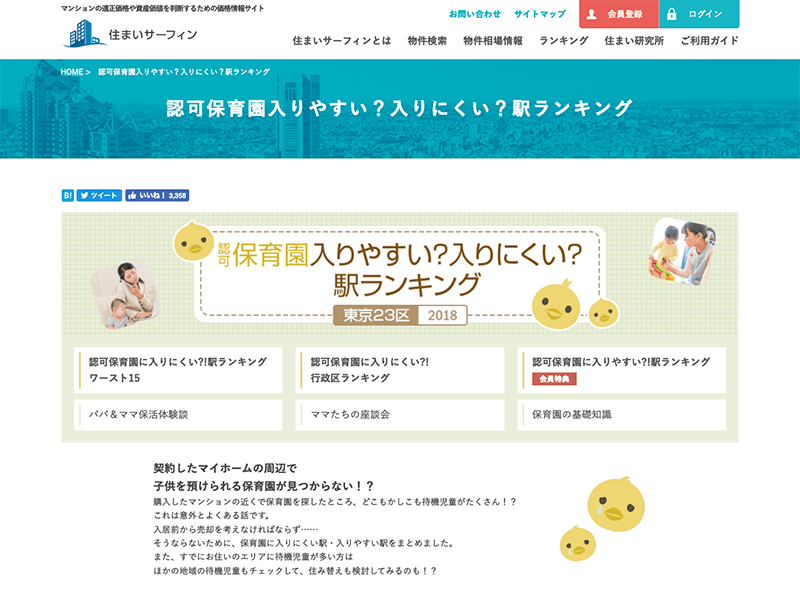 マンションの適正価格や資産価値を判断するための価格情報サイト
お問い合わせ サイトマップ 会員登録 ログイン
住まいサーフィン
住まいサーフィンとは 物件検索 物件相場情報 ランキング 住まい研究所 ご利用ガイド
HOME > 認可保育園入りやすい？入りにくい？駅ランキング
認可保育園入りやすい？入りにくい？駅ランキング
B! ツイート いいね！ 3,358
認可保育園入りやすい?入りにくい?
駅ランキング
東京23区 2018
認可保育園に入りにくい?!駅ランキング
ワースト15
認可保育園に入りにくい?!
行政区ランキング
認可保育園に入りやすい?!駅ランキング
会員特典
パパ＆ママ保活体験談
ママたちの座談会
保育園の基礎知識
契約したマイホームの周辺で
子供を預けられる保育園が見つからない！？
購入したマンションの近くで保育園を探したところ、どこもかしこも待機児童がたくさん！？
これは意外とよくある話です。
入居前から売却を考えなければならず……
そうならないために、保育園に入りにくい駅・入りやすい駅をまとめました。
また、すでにお住いのエリアに待機児童が多い方は
ほかの地域の待機児童もチェックして、住み替えも検討してみるのも！？